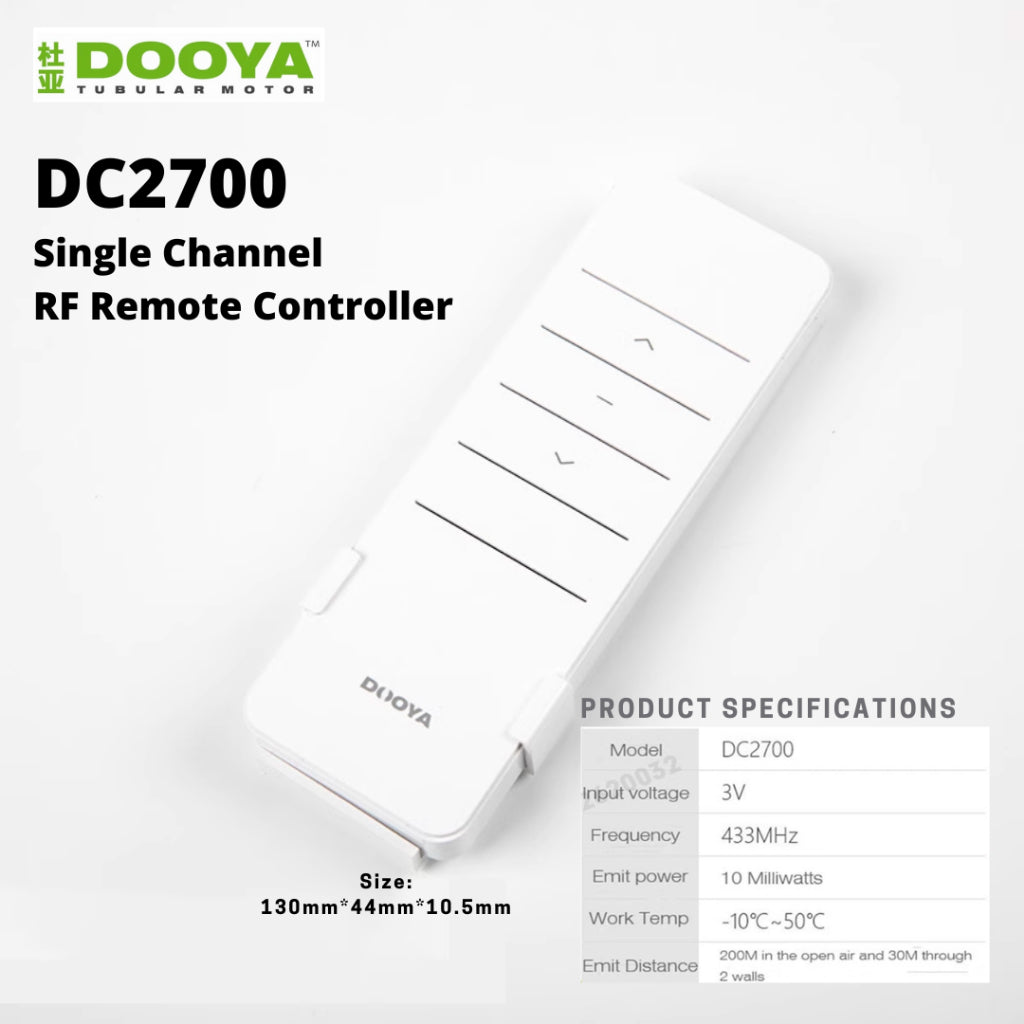 杜亚 DOOYA™
TUBULAR MOTOR
DC2700
Single Channel
RF Remote Controller
DOOYA
PRODUCT SPECIFICATIONS
Model DC2700
Input voltage 3V
Frequency 433MHz
Emit power 10 Milliwatts
Work Temp -10℃~50℃
Emit Distance 200M in the open air and 30M through
2 walls
Size:
130mm*44mm*10.5mm